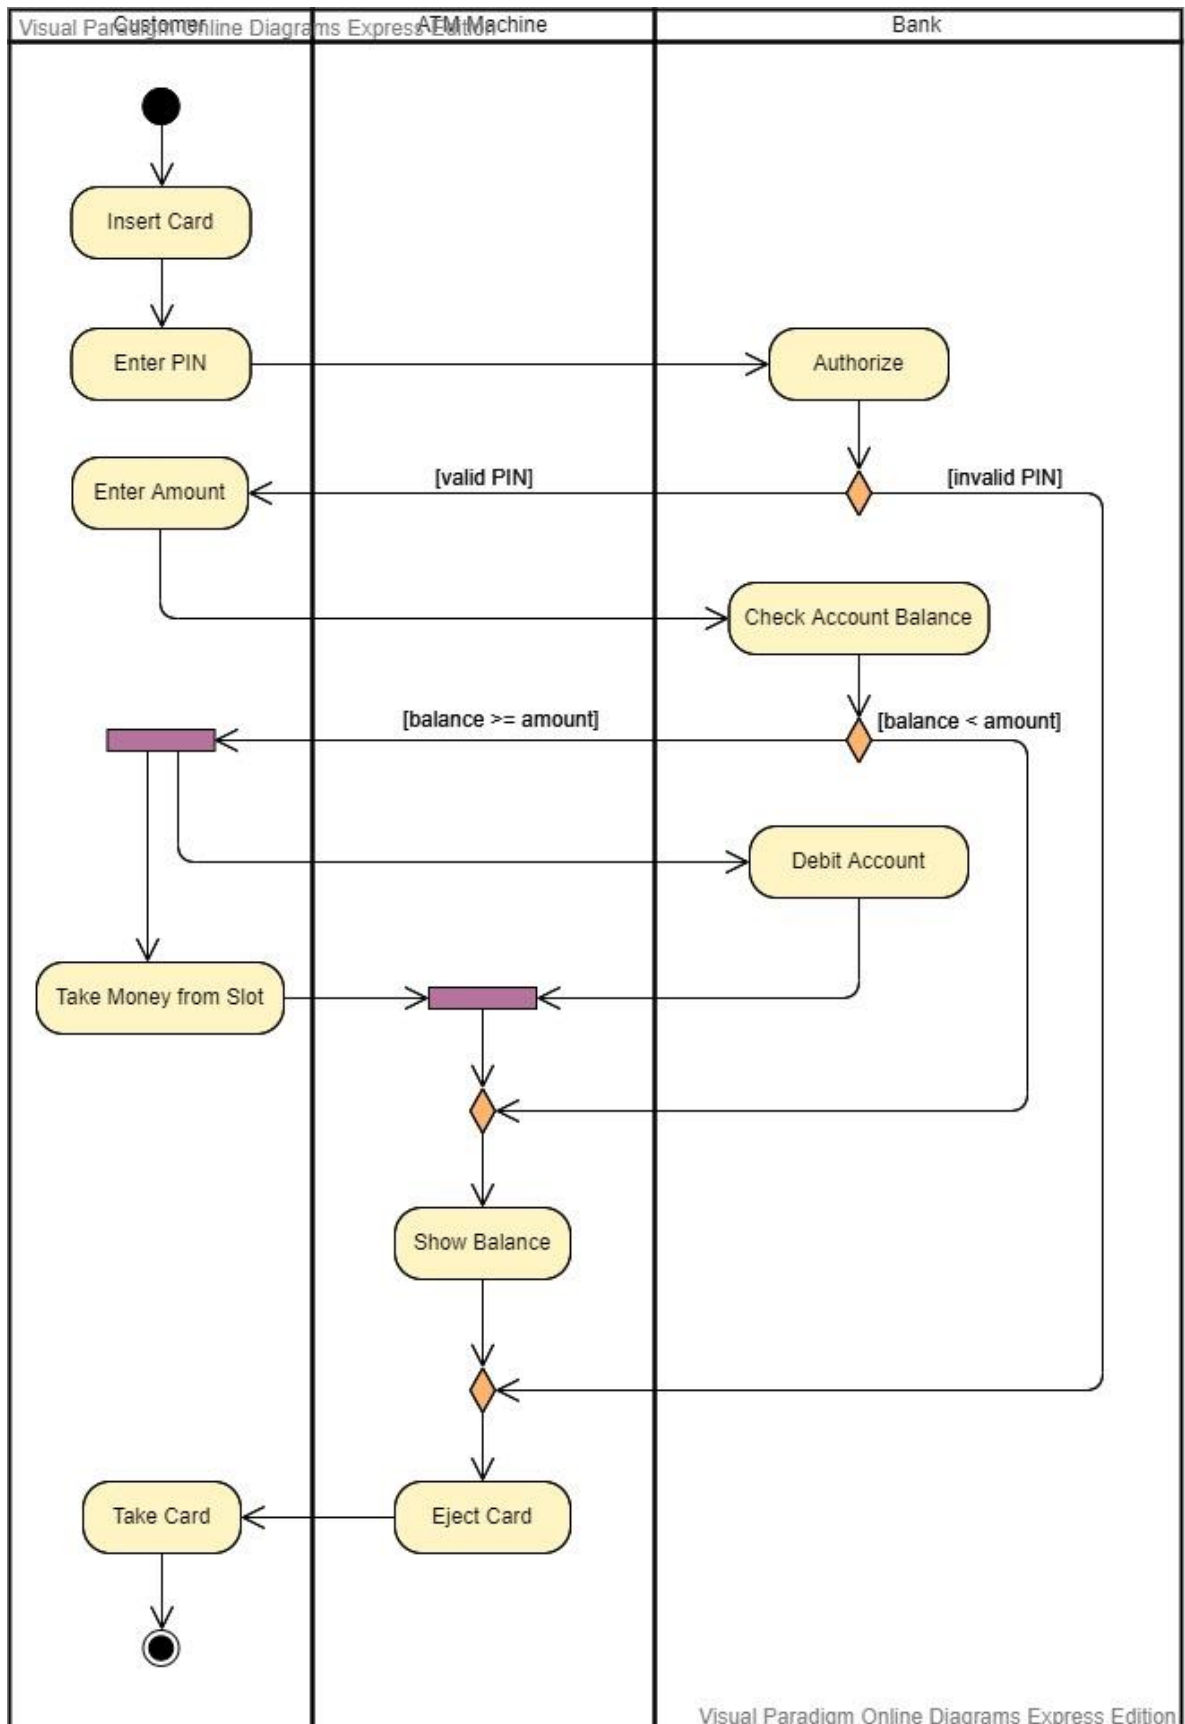 Visual Paradigm Online Diagrams Express Edition
Customer
ATM Machine
Bank
Insert Card
Enter PIN
Authorize
[valid PIN]
[invalid PIN]
Enter Amount
Check Account Balance
[balance >= amount]
[balance < amount]
Debit Account
Take Money from Slot
Show Balance
Take Card
Eject Card
Visual Paradigm Online Diagrams Express Edition